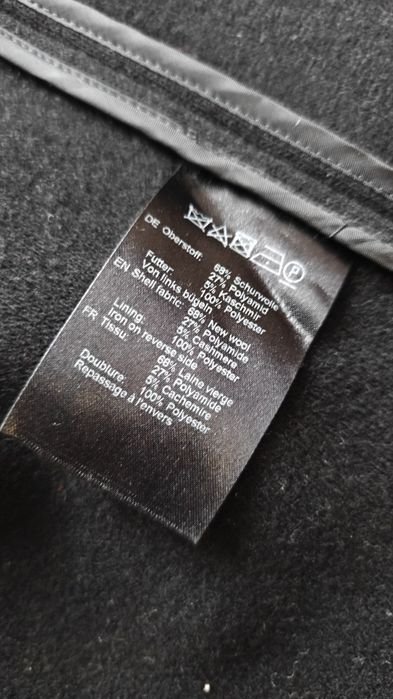 P
DE Oberstoff: 68% Schurwolle
27% Polyamid
5% Kaschmir
Futter: 100% Polyester
Von links bügeln
EN Shell fabric: 68% New wool
27% Polyamide
5% Cashmere
Lining: 100% Polyester
Iron on reverse side
FR Tissu: 68% Laine vierge
27% Polyamide
5% Cachemire
Doublure: 100% Polyester
Repassage à l'envers